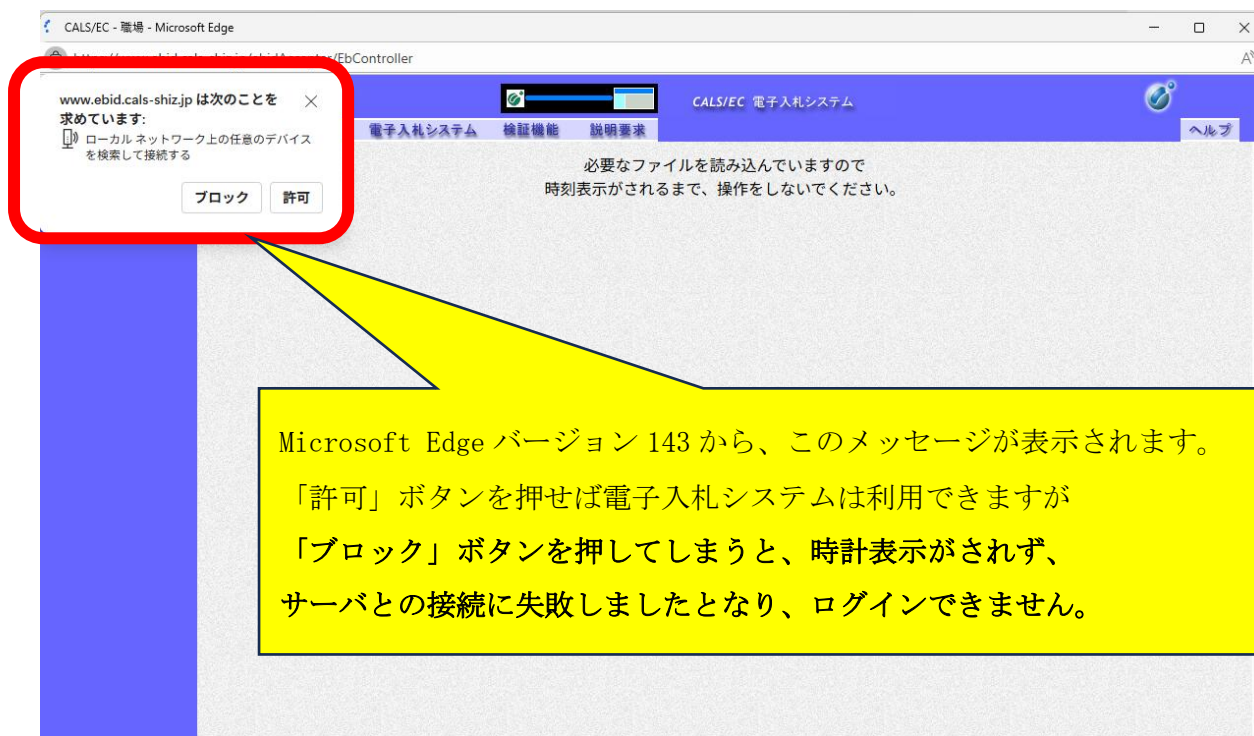 CALS/EC - 職場 - Microsoft Edge
EbController
www.ebid.cals-shiz.jp は次のことを
求めています:
ローカル ネットワーク上の任意のデバイス
を検索して接続する
ブロック 許可
CALS/EC 電子入札システム
電子入札システム 検証機能 説明要求 ヘルプ
必要なファイルを読み込んでいますので
時刻表示がされるまで、操作をしないでください。
Microsoft Edge バージョン 143 から、このメッセージが表示されます。
「許可」ボタンを押せば電子入札システムは利用できますが
「ブロック」ボタンを押してしまうと、時計表示がされず、
サーバとの接続に失敗しましたとなり、ログインできません。